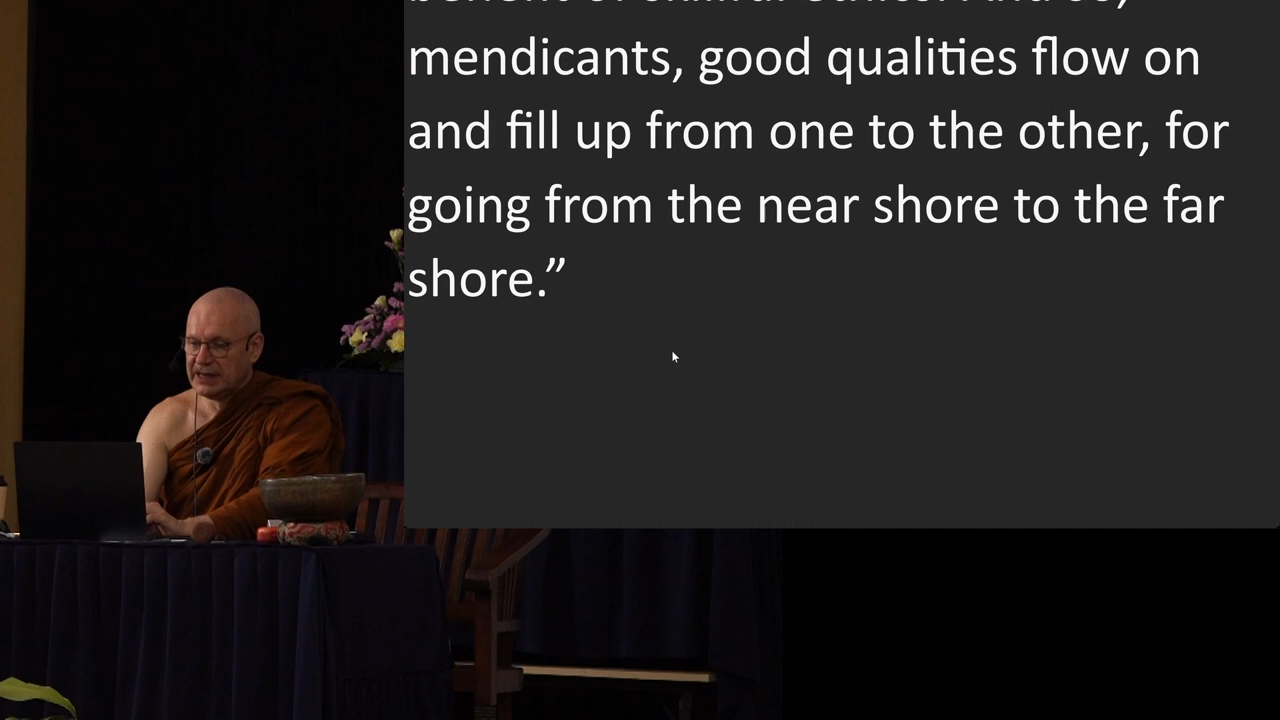 mendicants, good qualities flow on
and fill up from one to the other, for
going from the near shore to the far
shore.”